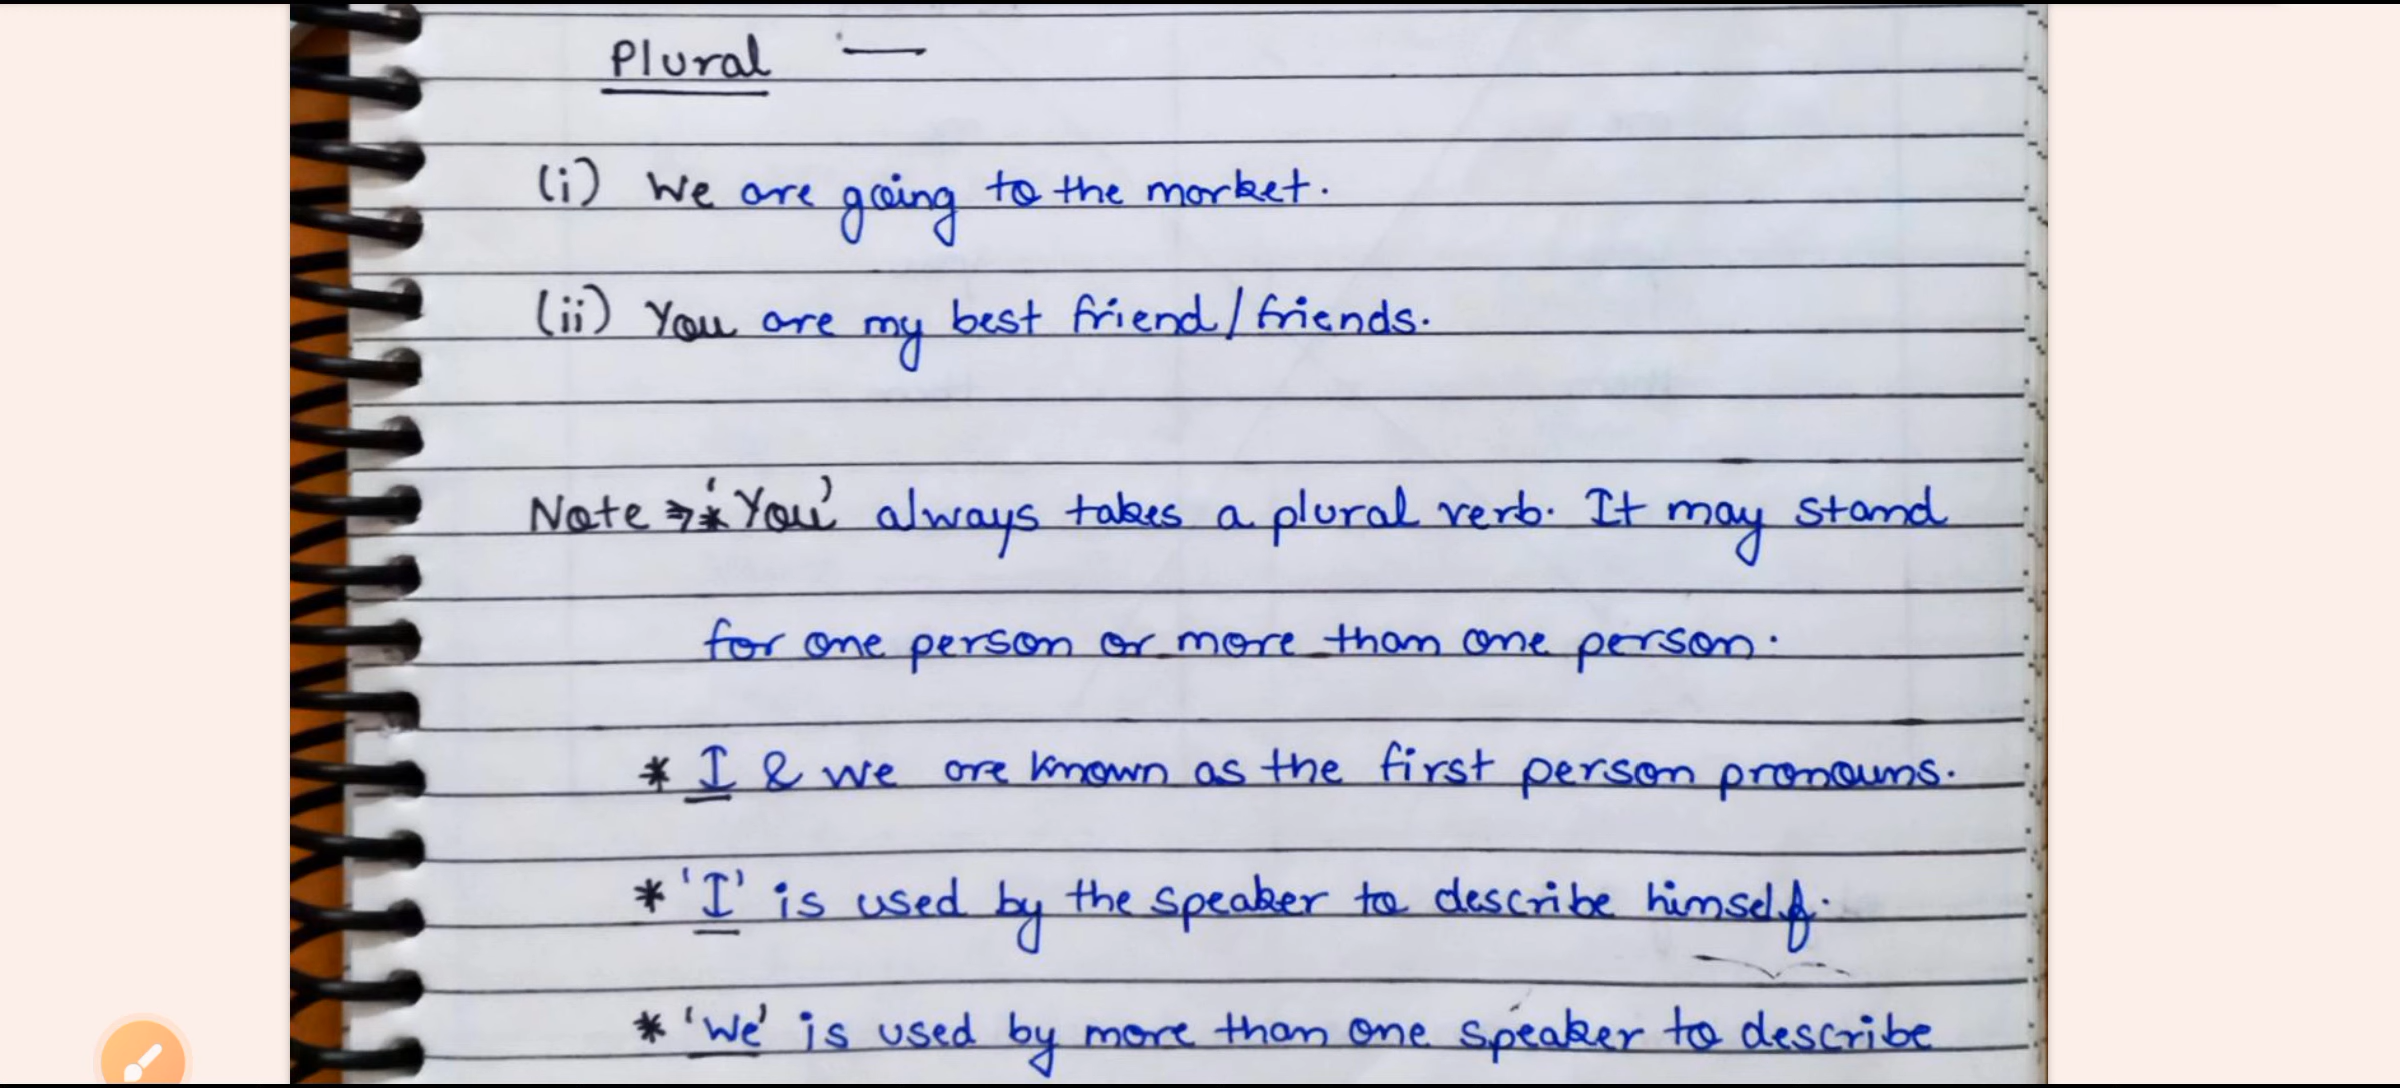 Plural :—
(i) We are going to the market.
(ii) You are my best friend/friends.
Note ⇒* 'You' always takes a plural verb. It may stand
for one person or more than one person.
* I & we are known as the first person pronouns.
* 'I' is used by the speaker to describe himself.
* 'We' is used by more than one speaker to describe